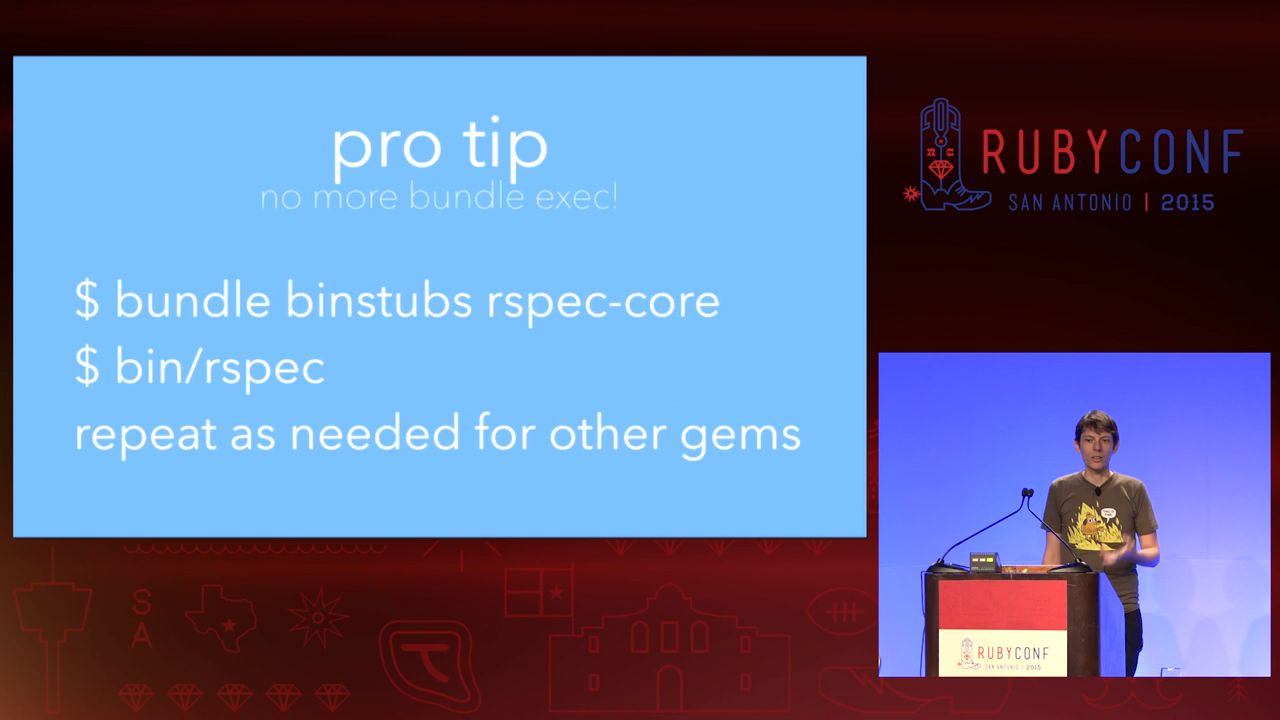 pro tip
no more bundle exec!
$ bundle binstubs rspec-core
$ bin/rspec
repeat as needed for other gems
RUBYCONF
SAN ANTONIO | 2015
S
A
RUBYCONF
SAN ANTONIO | 2015